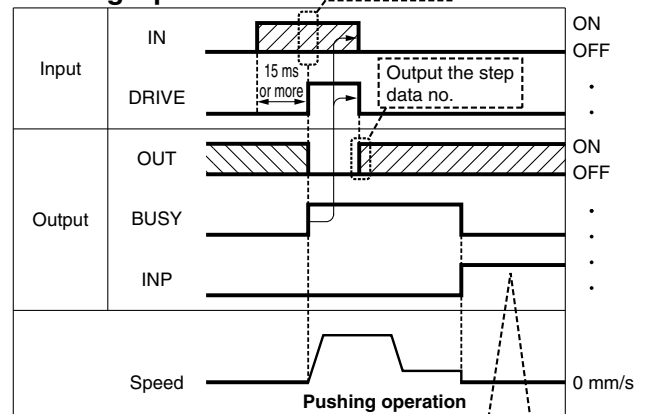 IN
ON
OFF
Input
15 ms
or more
Output the step
data no.
DRIVE
OUT
ON
OFF
Output
BUSY
INP
Speed
0 mm/s
Pushing operation